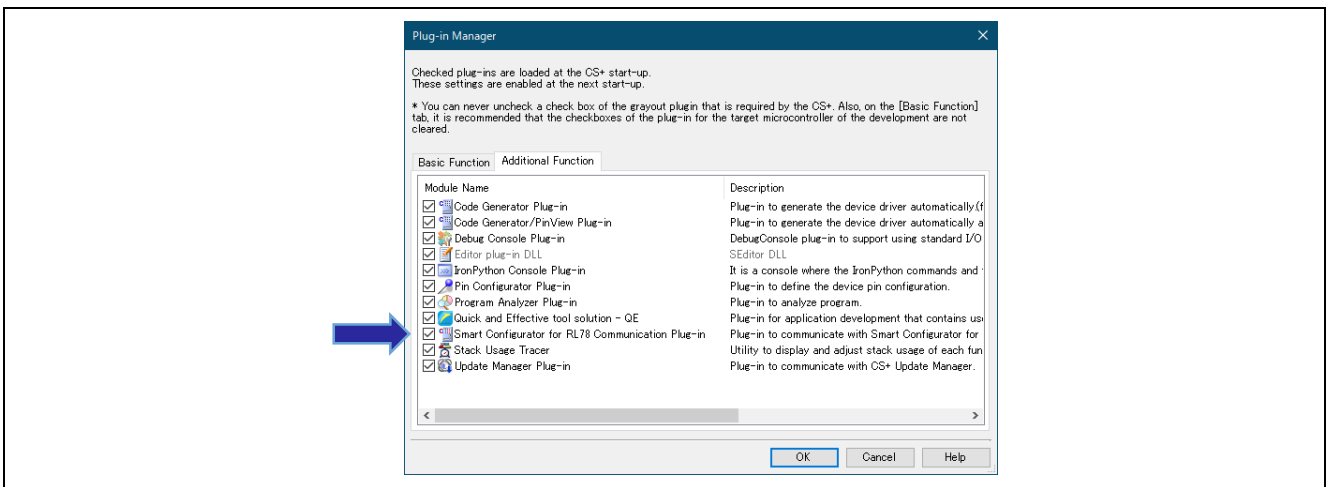 Plug-in Manager
Checked plug-ins are loaded at the CS+ start-up.
These settings are enabled at the next start-up.
* You can never uncheck a check box of the grayout plugin that is required by the CS+. Also, on the [Basic Function]
tab, it is recommended that the checkboxes of the plug-in for the target microcontroller of the development are not
cleared.
Basic Function Additional Function
Module Name Description
Code Generator Plug-in Plug-in to generate the device driver automatically.(f
Code Generator/PinView Plug-in Plug-in to generate the device driver automatically a
Debug Console Plug-in DebugConsole plug-in to support using standard I/O
Editor plug-in DLL SEditor DLL
IronPython Console Plug-in It is a console where the IronPython commands and
Pin Configurator Plug-in Plug-in to define the device pin configuration.
Program Analyzer Plug-in Plug-in to analyze program.
Quick and Effective tool solution - QE Plug-in for application development that contains us
Smart Configurator for RL78 Communication Plug-in Plug-in to communicate with Smart Configurator for
Stack Usage Tracer Utility to display and adjust stack usage of each fun
Update Manager Plug-in Plug-in to communicate with CS+ Update Manager.
OK Cancel Help